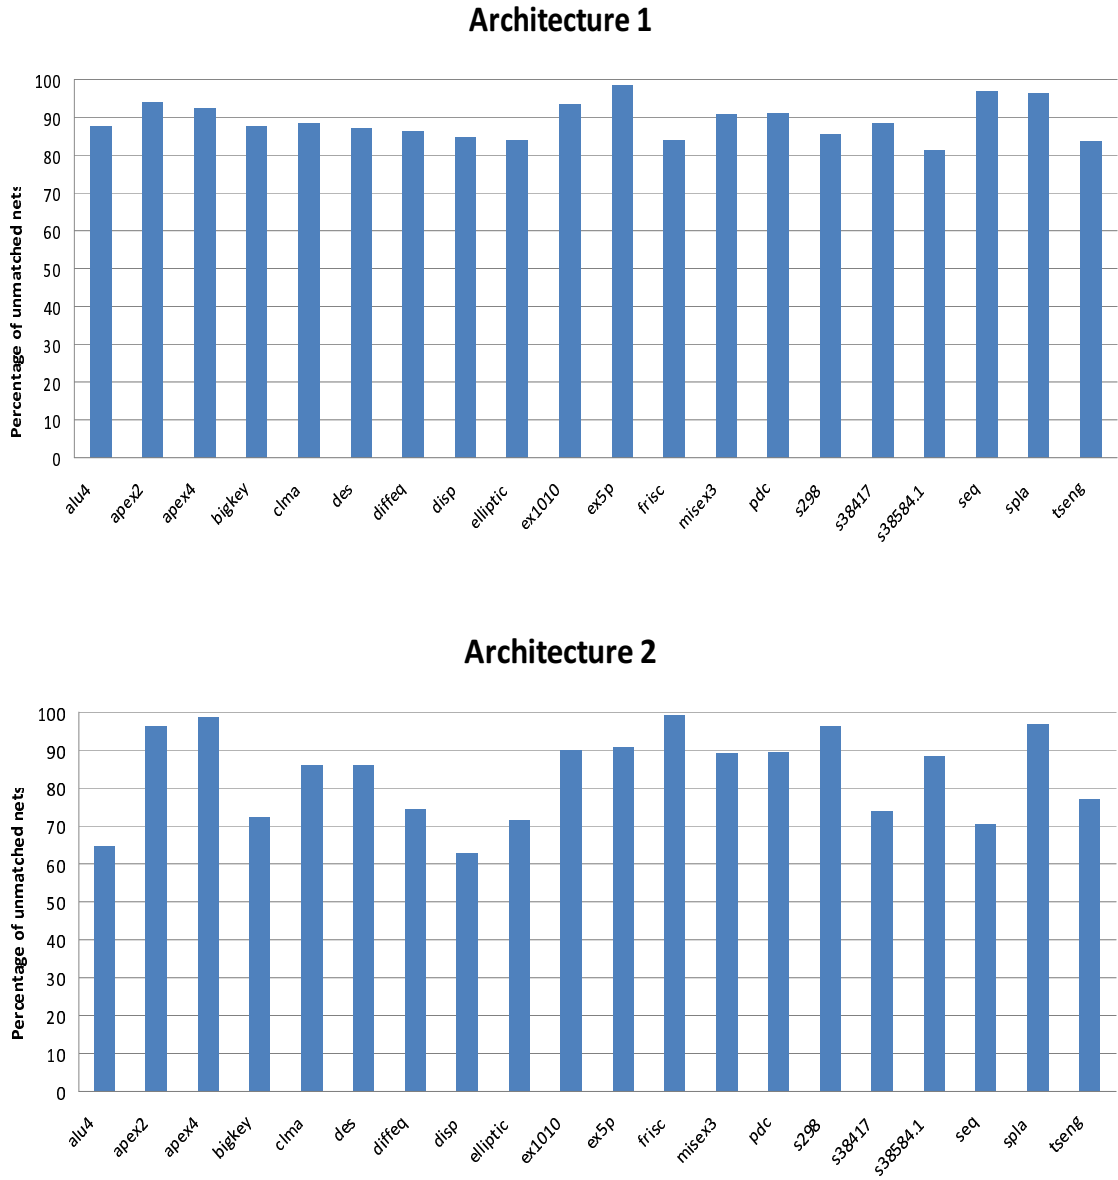 Architecture 1
Percentage of unmatched nets
100
90
80
70
60
50
40
30
20
10
0
alu4
apex2
apex4
bigkey
clma
des
diffeq
disp
elliptic
ex1010
ex5p
frisc
misex3
pdc
s298
s38417
s38584.1
seq
spla
tseng
Architecture 2
Percentage of unmatched nets
100
90
80
70
60
50
40
30
20
10
0
alu4
apex2
apex4
bigkey
clma
des
diffeq
disp
elliptic
ex1010
ex5p
frisc
misex3
pdc
s298
s38417
s38584.1
seq
spla
tseng